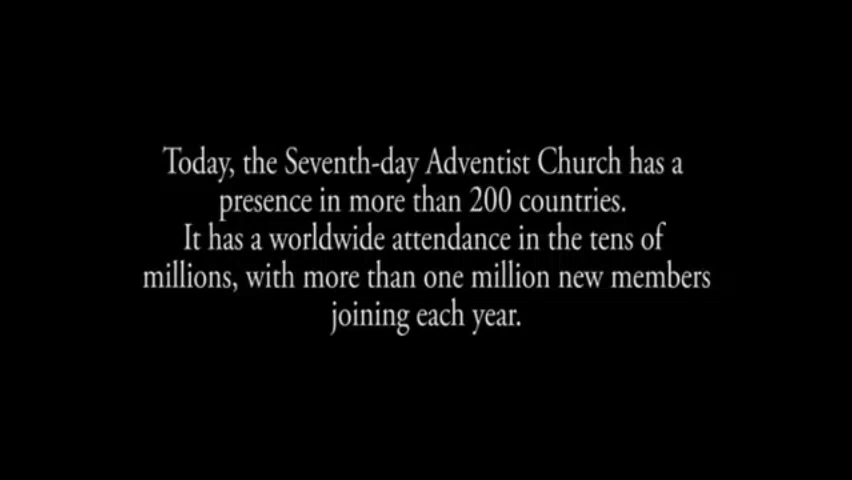 Today, the Seventh-day Adventist Church has a
presence in more than 200 countries.
It has a worldwide attendance in the tens of
millions, with more than one million new members
joining each year.